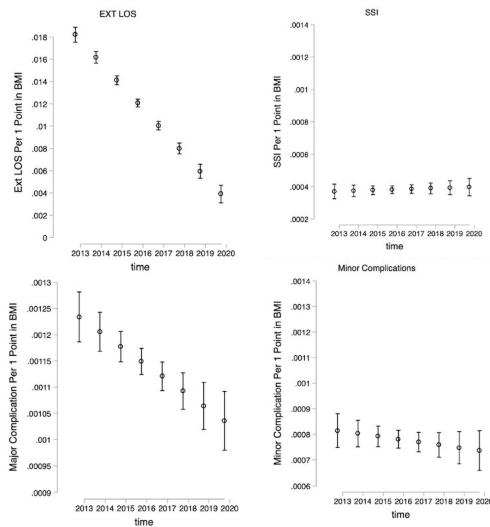 EXT LOS
Ext LOS Per 1 Point in BMI
.018
.016
.014
.012
.01
.008
.006
.004
.002
0
2013 2014 2015 2016 2017 2018 2019 2020
time
SSI
SSI Per 1 Point in BMI
.0014
.0012
.001
.0008
.0006
.0004
.0002
2013 2014 2015 2016 2017 2018 2019 2020
time
Major Complication Per 1 Point in BMI
.0013
.00125
.0012
.00115
.0011
.00105
.001
.00095
.0009
2013 2014 2015 2016 2017 2018 2019 2020
time
Minor Complications
Minor Complication Per 1 Point in BMI
.0014
.0013
.0012
.0011
.001
.0009
.0008
.0007
.0006
2013 2014 2015 2016 2017 2018 2019 2020
time